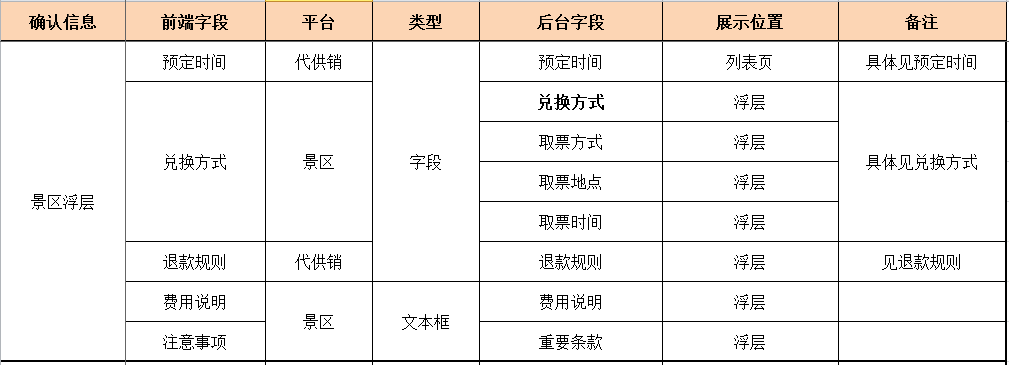 确认信息 前端字段 平台 类型 后台字段 展示位置 备注
预定时间 代供销 预定时间 列表页 具体见预定时间
兑换方式 浮层
取票方式 浮层
兑换方式 景区 字段 具体见兑换方式
取票地点 浮层
景区浮层
取票时间 浮层
退款规则 代供销 退款规则 浮层 见退款规则
费用说明 费用说明 浮层
景区 文本框
注意事项 重要条款 浮层